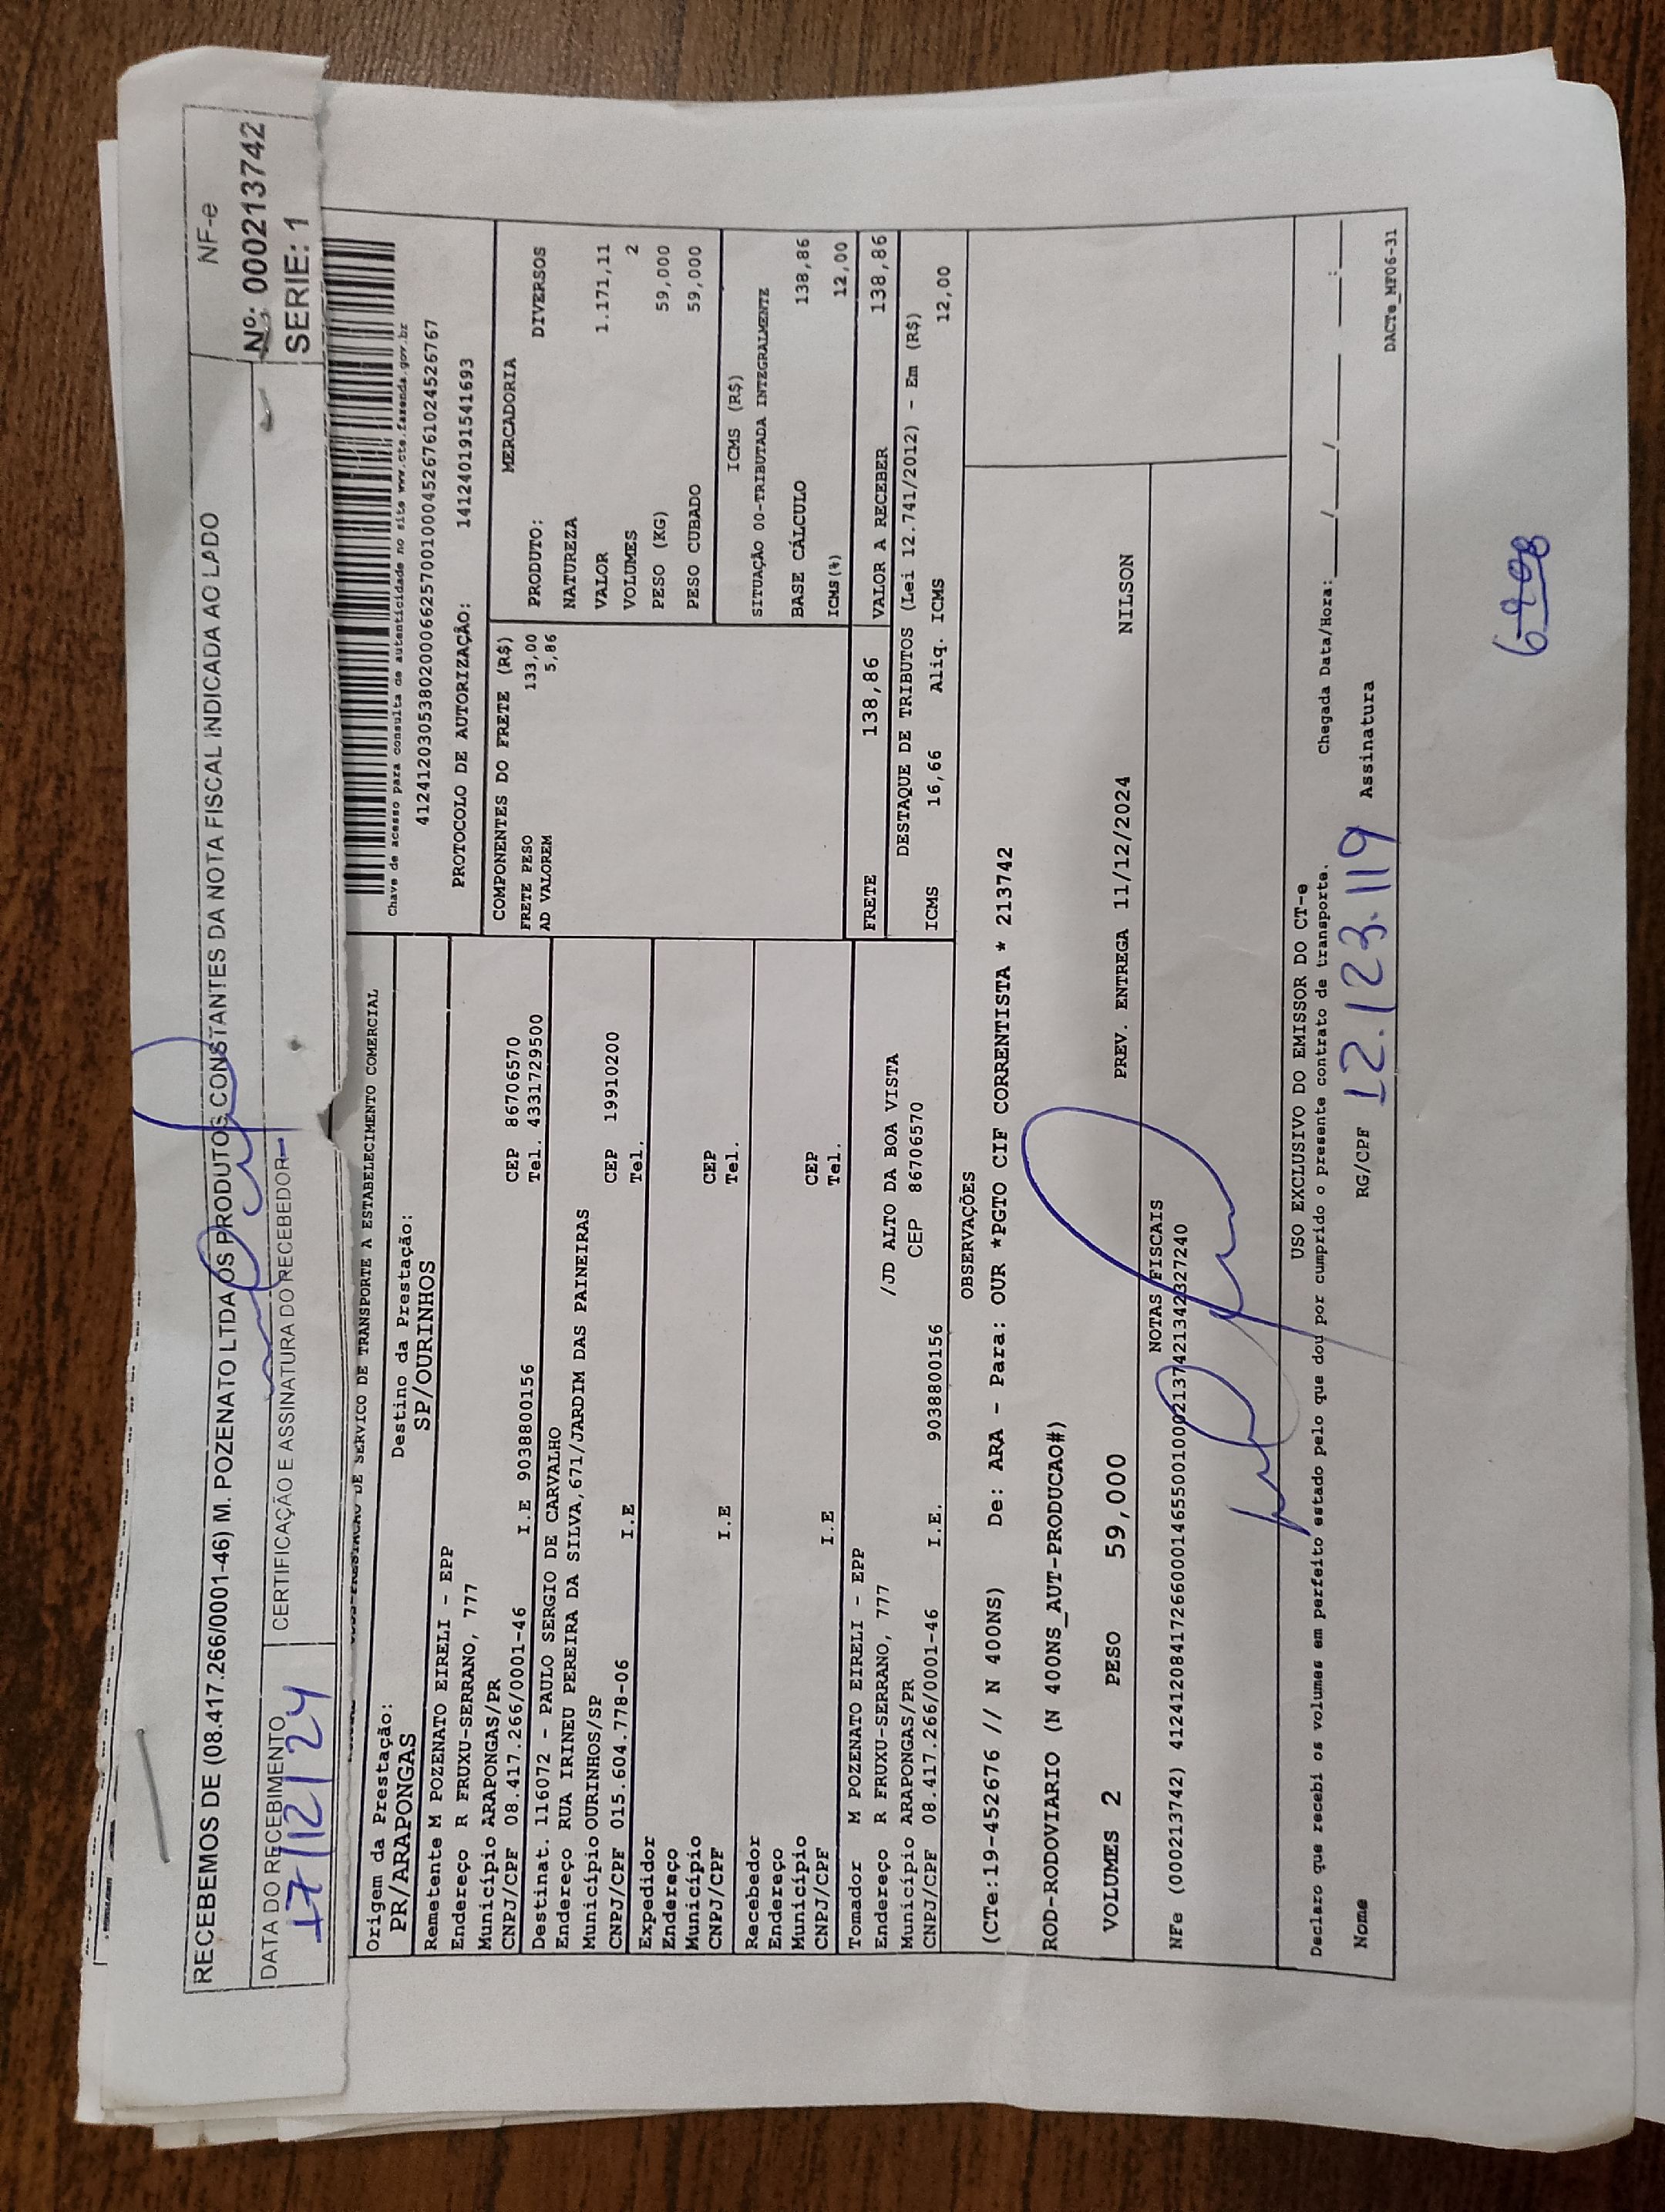 RECEBEMOS DE (08.417.266/0001-46) M. POZENATO LTDA OS PRODUTOS CONSTANTES DA NOTA FISCAL INDICADA AO LADO
NF-e
Nº. 000213742
SERIE: 1
DATA DO RECEBIMENTO
17/12/24
CERTIFICAÇÃO E ASSINATURA DO RECEBEDOR
DE SERVICO DE TRANSPORTE A ESTABELECIMENTO COMERCIAL
Chave de acesso para consulta de autenticidade no site www.cte.fazenda.gov.br
41241203053802000662570010004526761024526767
PROTOCOLO DE AUTORIZAÇÃO: 141240191541693
Origem da Prestação:
PR/ARAPONGAS
Destino da Prestação:
SP/OURINHOS
Remetente M POZENATO EIRELI - EPP
Endereço R FRUXU-SERRANO, 777
Município ARAPONGAS/PR CEP 86706570
CNPJ/CPF 08.417.266/0001-46 I.E 9038800156 Tel. 4331729500
Destinat. 116072 - PAULO SERGIO DE CARVALHO
Endereço RUA IRINEU PEREIRA DA SILVA,671/JARDIM DAS PAINEIRAS
Município OURINHOS/SP CEP 19910200
CNPJ/CPF 015.604.778-06 I.E Tel.
Expedidor
Endereço
Município CEP
CNPJ/CPF I.E Tel.
Recebedor
Endereço
Município CEP
CNPJ/CPF I.E Tel.
Tomador M POZENATO EIRELI - EPP
Endereço R FRUXU-SERRANO, 777 /JD ALTO DA BOA VISTA
Município ARAPONGAS/PR CEP 86706570
CNPJ/CPF 08.417.266/0001-46 I.E. 9038800156
COMPONENTES DO FRETE (R$)
FRETE PESO 133,00
AD VALOREM 5,86
MERCADORIA
PRODUTO: DIVERSOS
NATUREZA
VALOR 1.171,11
VOLUMES 2
PESO (KG) 59,000
PESO CUBADO 59,000
ICMS (R$)
SITUAÇÃO 00-TRIBUTADA INTEGRALMENTE
BASE CÁLCULO 138,86
ICMS(%) 12,00
FRETE 138,86
VALOR A RECEBER 138,86
DESTAQUE DE TRIBUTOS (Lei 12.741/2012) - Em (R$)
ICMS 16,66 Aliq. ICMS 12,00
OBSERVAÇÕES
(CTe:19-452676 // N 400NS) De: ARA - Para: OUR *PGTO CIF CORRENTISTA * 213742
ROD-RODOVIARIO (N 400NS_AUT-PRODUCAO#)
VOLUMES 2 PESO 59,000 PREV. ENTREGA 11/12/2024 NILSON
NOTAS FISCAIS
NFe (000213742) 41241208417266000146550010002137421342327240
USO EXCLUSIVO DO EMISSOR DO CT-e
Declaro que recebi os volumes em perfeito estado pelo que dou por cumprido o presente contrato de transporte. Chegada Data/Hora:___/___/____ ___:___
Nome RG/CPF 12.123.119 Assinatura
DACTe_MF06-31